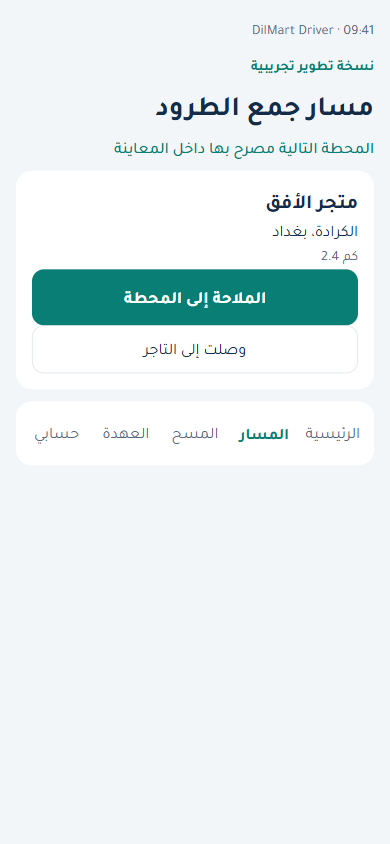 DilMart Driver · 09:41
نسخة تطوير تجريبية
مسار جمع الطرود
المحطة التالية مصرح بها داخل المعاينة
متجر الأفق
الكرادة، بغداد
2.4 كم
الملاحة إلى المحطة
وصلت إلى التاجر
الرئيسية المسار المسح العهدة حسابي